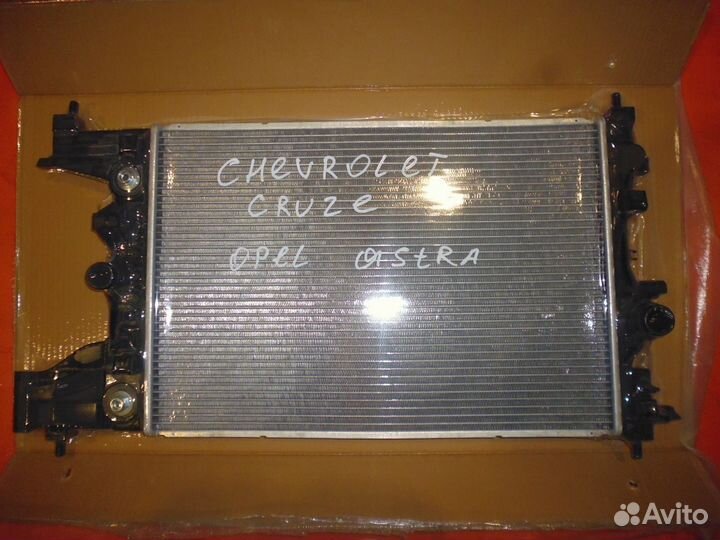 CHEVROLET
CRUZE
OPEL ASTRA
Avito